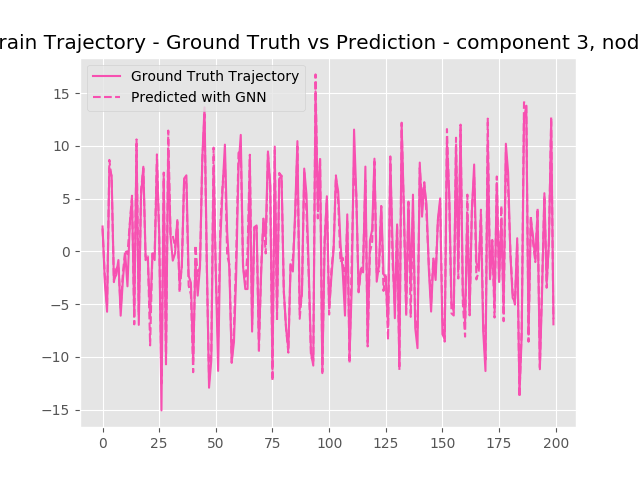 rain Trajectory - Ground Truth vs Prediction - component 3, nod
Ground Truth Trajectory
Predicted with GNN
15
10
5
0
−5
−10
−15
0 25 50 75 100 125 150 175 200